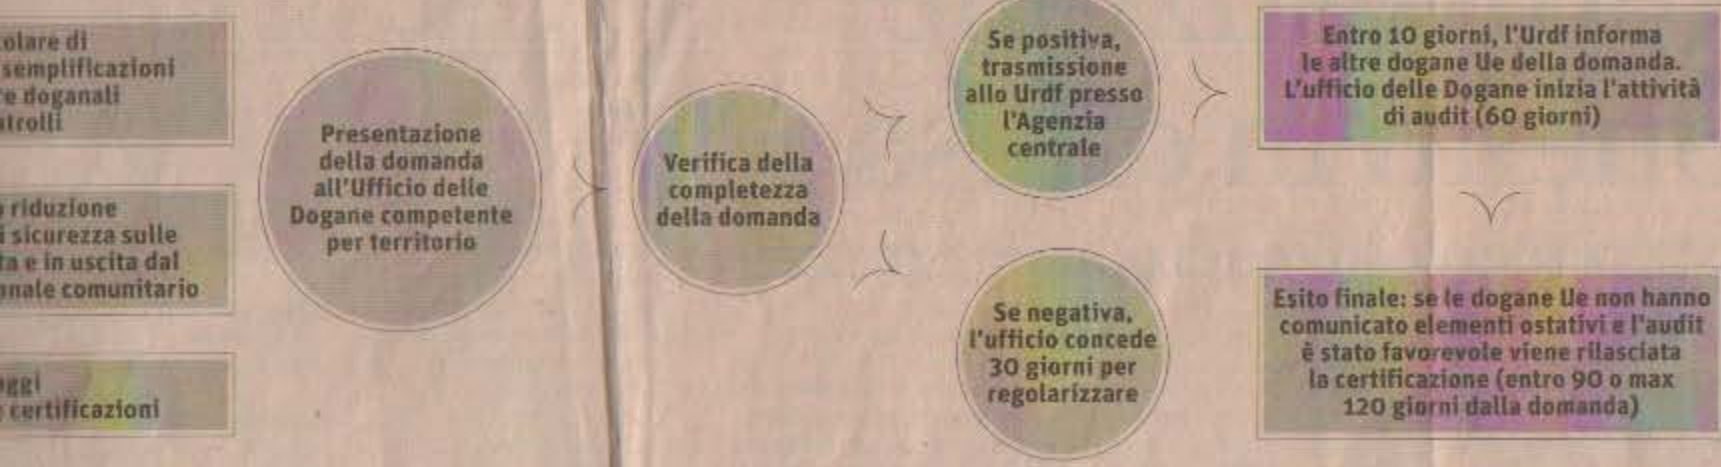 olare di
semplificazioni
e doganali
trolli
riduzione
i sicurezza sulle
ta e in uscita dal
nale comunitario
ggi
certificazioni
Presentazione
della domanda
all'Ufficio delle
Dogane competente
per territorio
Verifica della
completezza
della domanda
Se positiva,
trasmissione
allo Urdf presso
l'Agenzia
centrale
Se negativa,
l'ufficio concede
30 giorni per
regolarizzare
Entro 10 giorni, l'Urdf informa
le altre dogane Ue della domanda.
L'ufficio delle Dogane inizia l'attività
di audit (60 giorni)
Esito finale: se le dogane Ue non hanno
comunicato elementi ostativi e l'audit
è stato favorevole viene rilasciata
la certificazione (entro 90 o max
120 giorni dalla domanda)